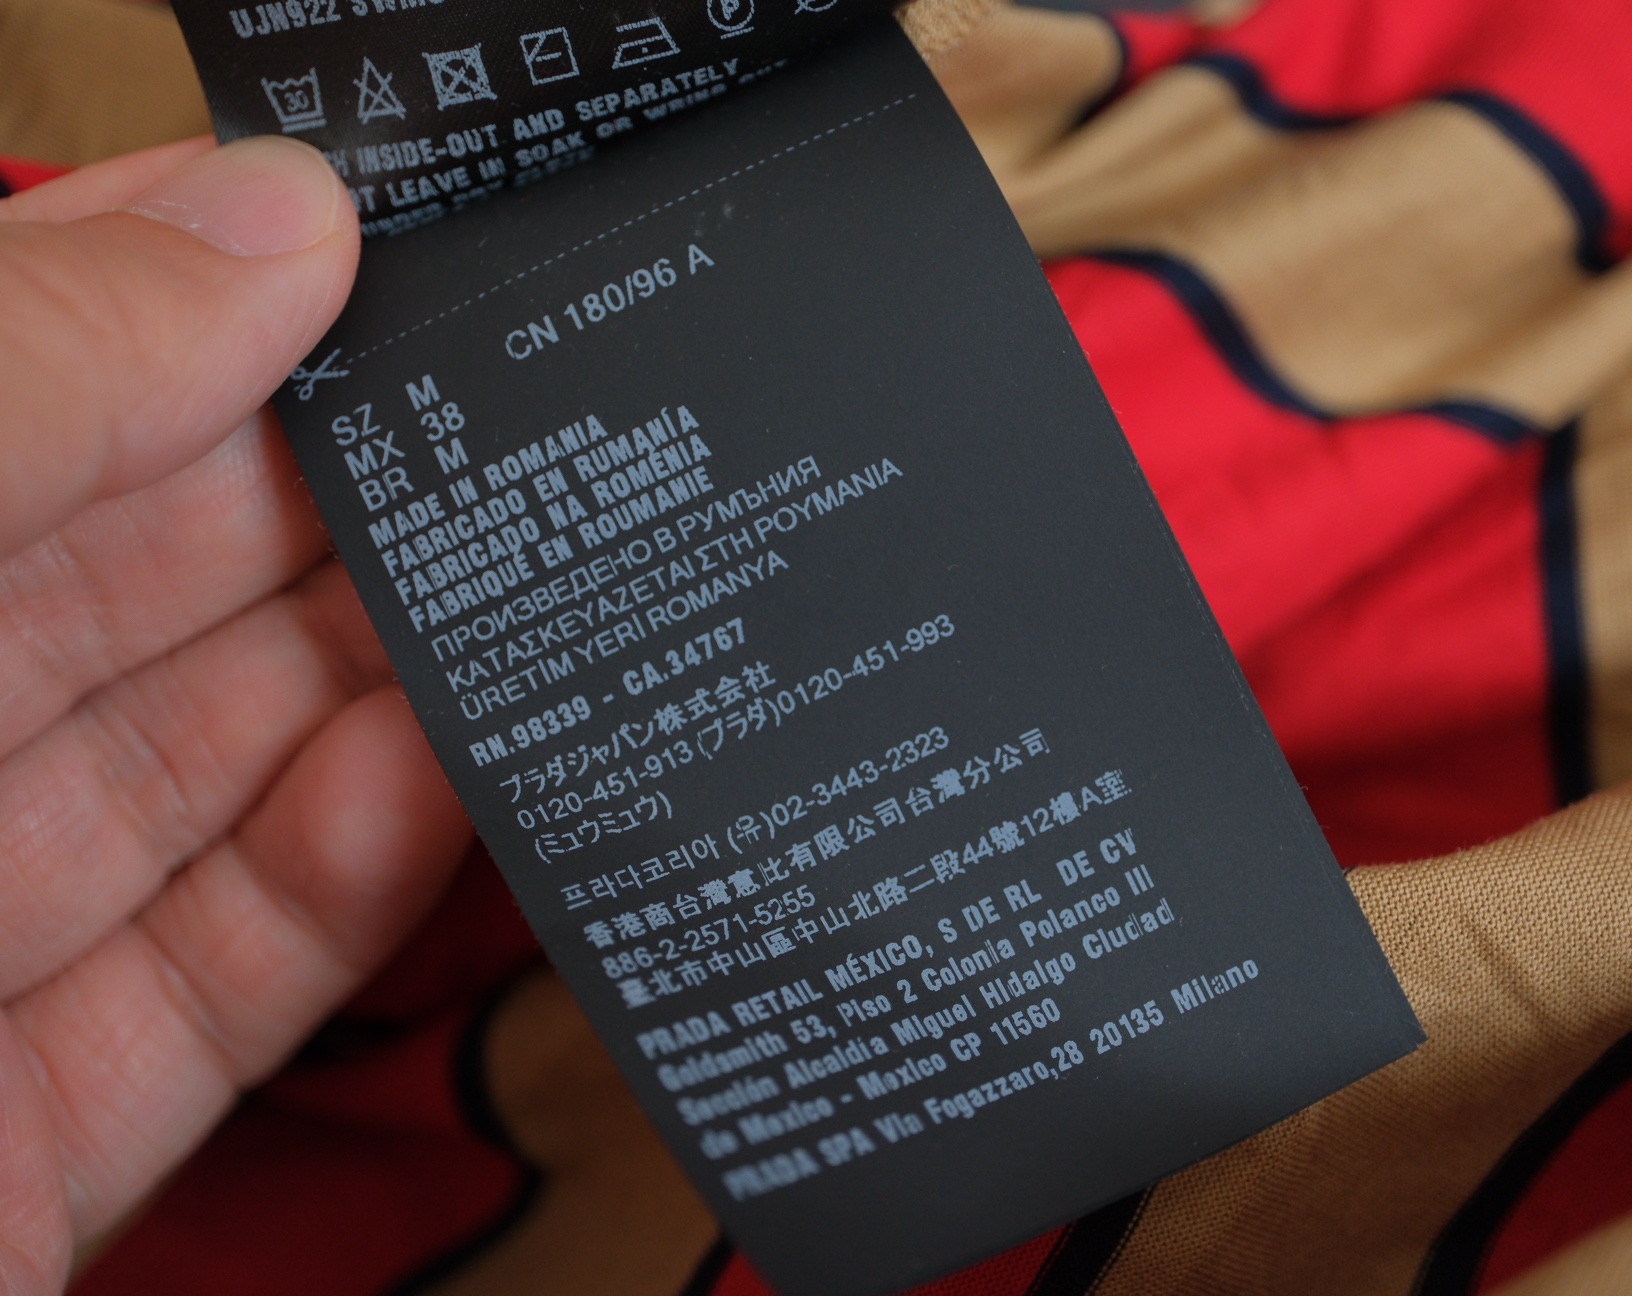 UJN922
30
P
INSIDE-OUT AND SEPARATELY
LEAVE IN SOAK OR WRING OUT
CN 180/96 A
SZ M
MX 38
BR M
MADE IN ROMANIA
FABRICADO EN RUMANÍA
FABRICADO NA ROMÉNIA
FABRIQUÉ EN ROUMANIE
ПРОИЗВЕДЕНО В РУМЪНИЯ
ΚΑΤΑΣΚΕΥΑΖΕΤΑΙ ΣΤΗ ΡΟΥΜΑΝΙΑ
ÜRETİM YERİ ROMANYA
RN.98339 - CA.34767
プラダジャパン株式会社
0120-451-913 (プラダ)0120-451-993
(ミュウミュウ)
프라다코리아 (유)02-3443-2323
香港商台灣惠比有限公司台灣分公司
886-2-2571-5255
臺北市中山區中山北路二段44號12樓A室
PRADA RETAIL MÉXICO, S DE RL DE CV
Goldsmith 53, Piso 2 Colonia Polanco III
Sección Alcaldía Miguel Hidalgo Ciudad
de Mexico - Mexico CP 11560
PRADA SPA Via Fogazzaro,28 20135 Milano